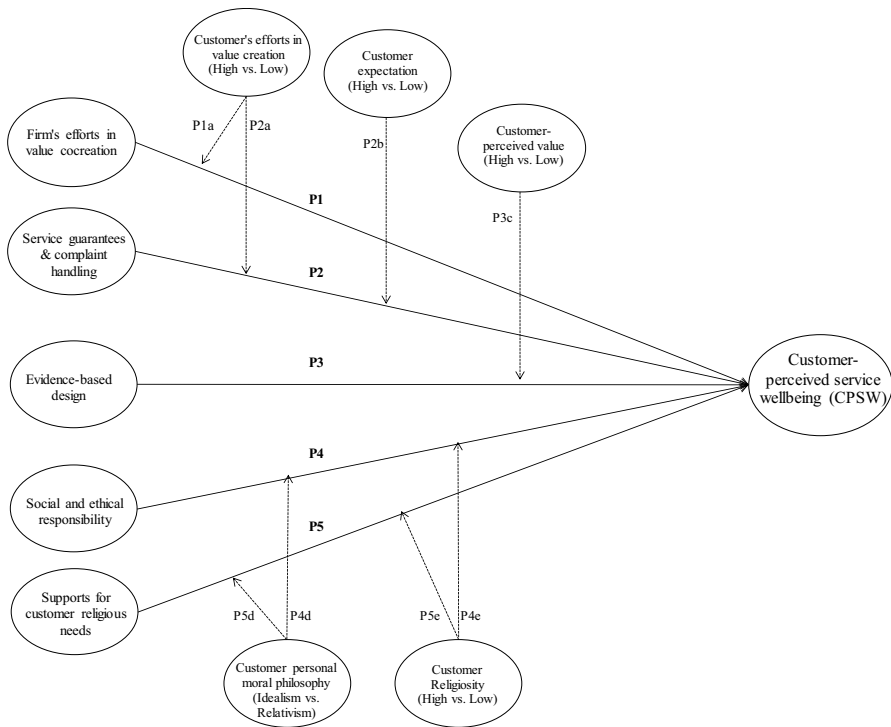 Customer's efforts in
value creation
(High vs. Low)
Customer
expectation
(High vs. Low)
Customer-
perceived value
(High vs. Low)
P1a
P2a
P2b
P3c
Firm's efforts in
value cocreation
P1
Service guarantees
& complaint
handling
P2
Evidence-based
design
P3
Customer-
perceived service
wellbeing (CPSW)
Social and ethical
responsibility
P4
Supports for
customer religious
needs
P5
P5d
P4d
P5e
P4e
Customer personal
moral philosophy
(Idealism vs.
Relativism)
Customer
Religiosity
(High vs. Low)